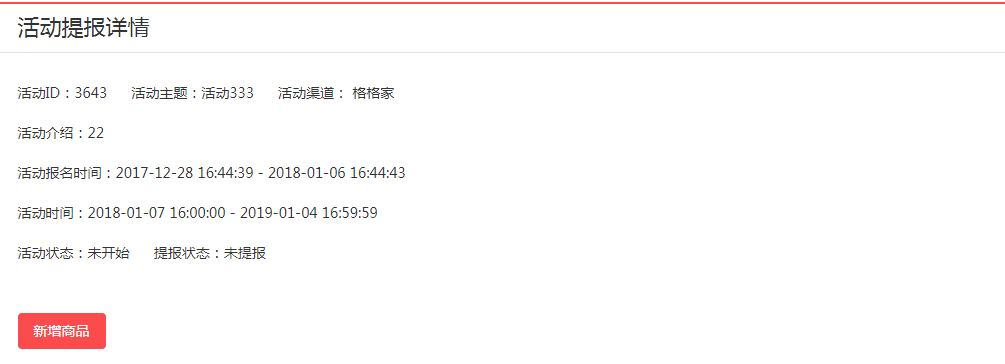 活动提报详情
活动ID：3643 活动主题：活动333 活动渠道： 格格家
活动介绍：22
活动报名时间：2017-12-28 16:44:39 - 2018-01-06 16:44:43
活动时间：2018-01-07 16:00:00 - 2019-01-04 16:59:59
活动状态：未开始 提报状态：未提报
新增商品